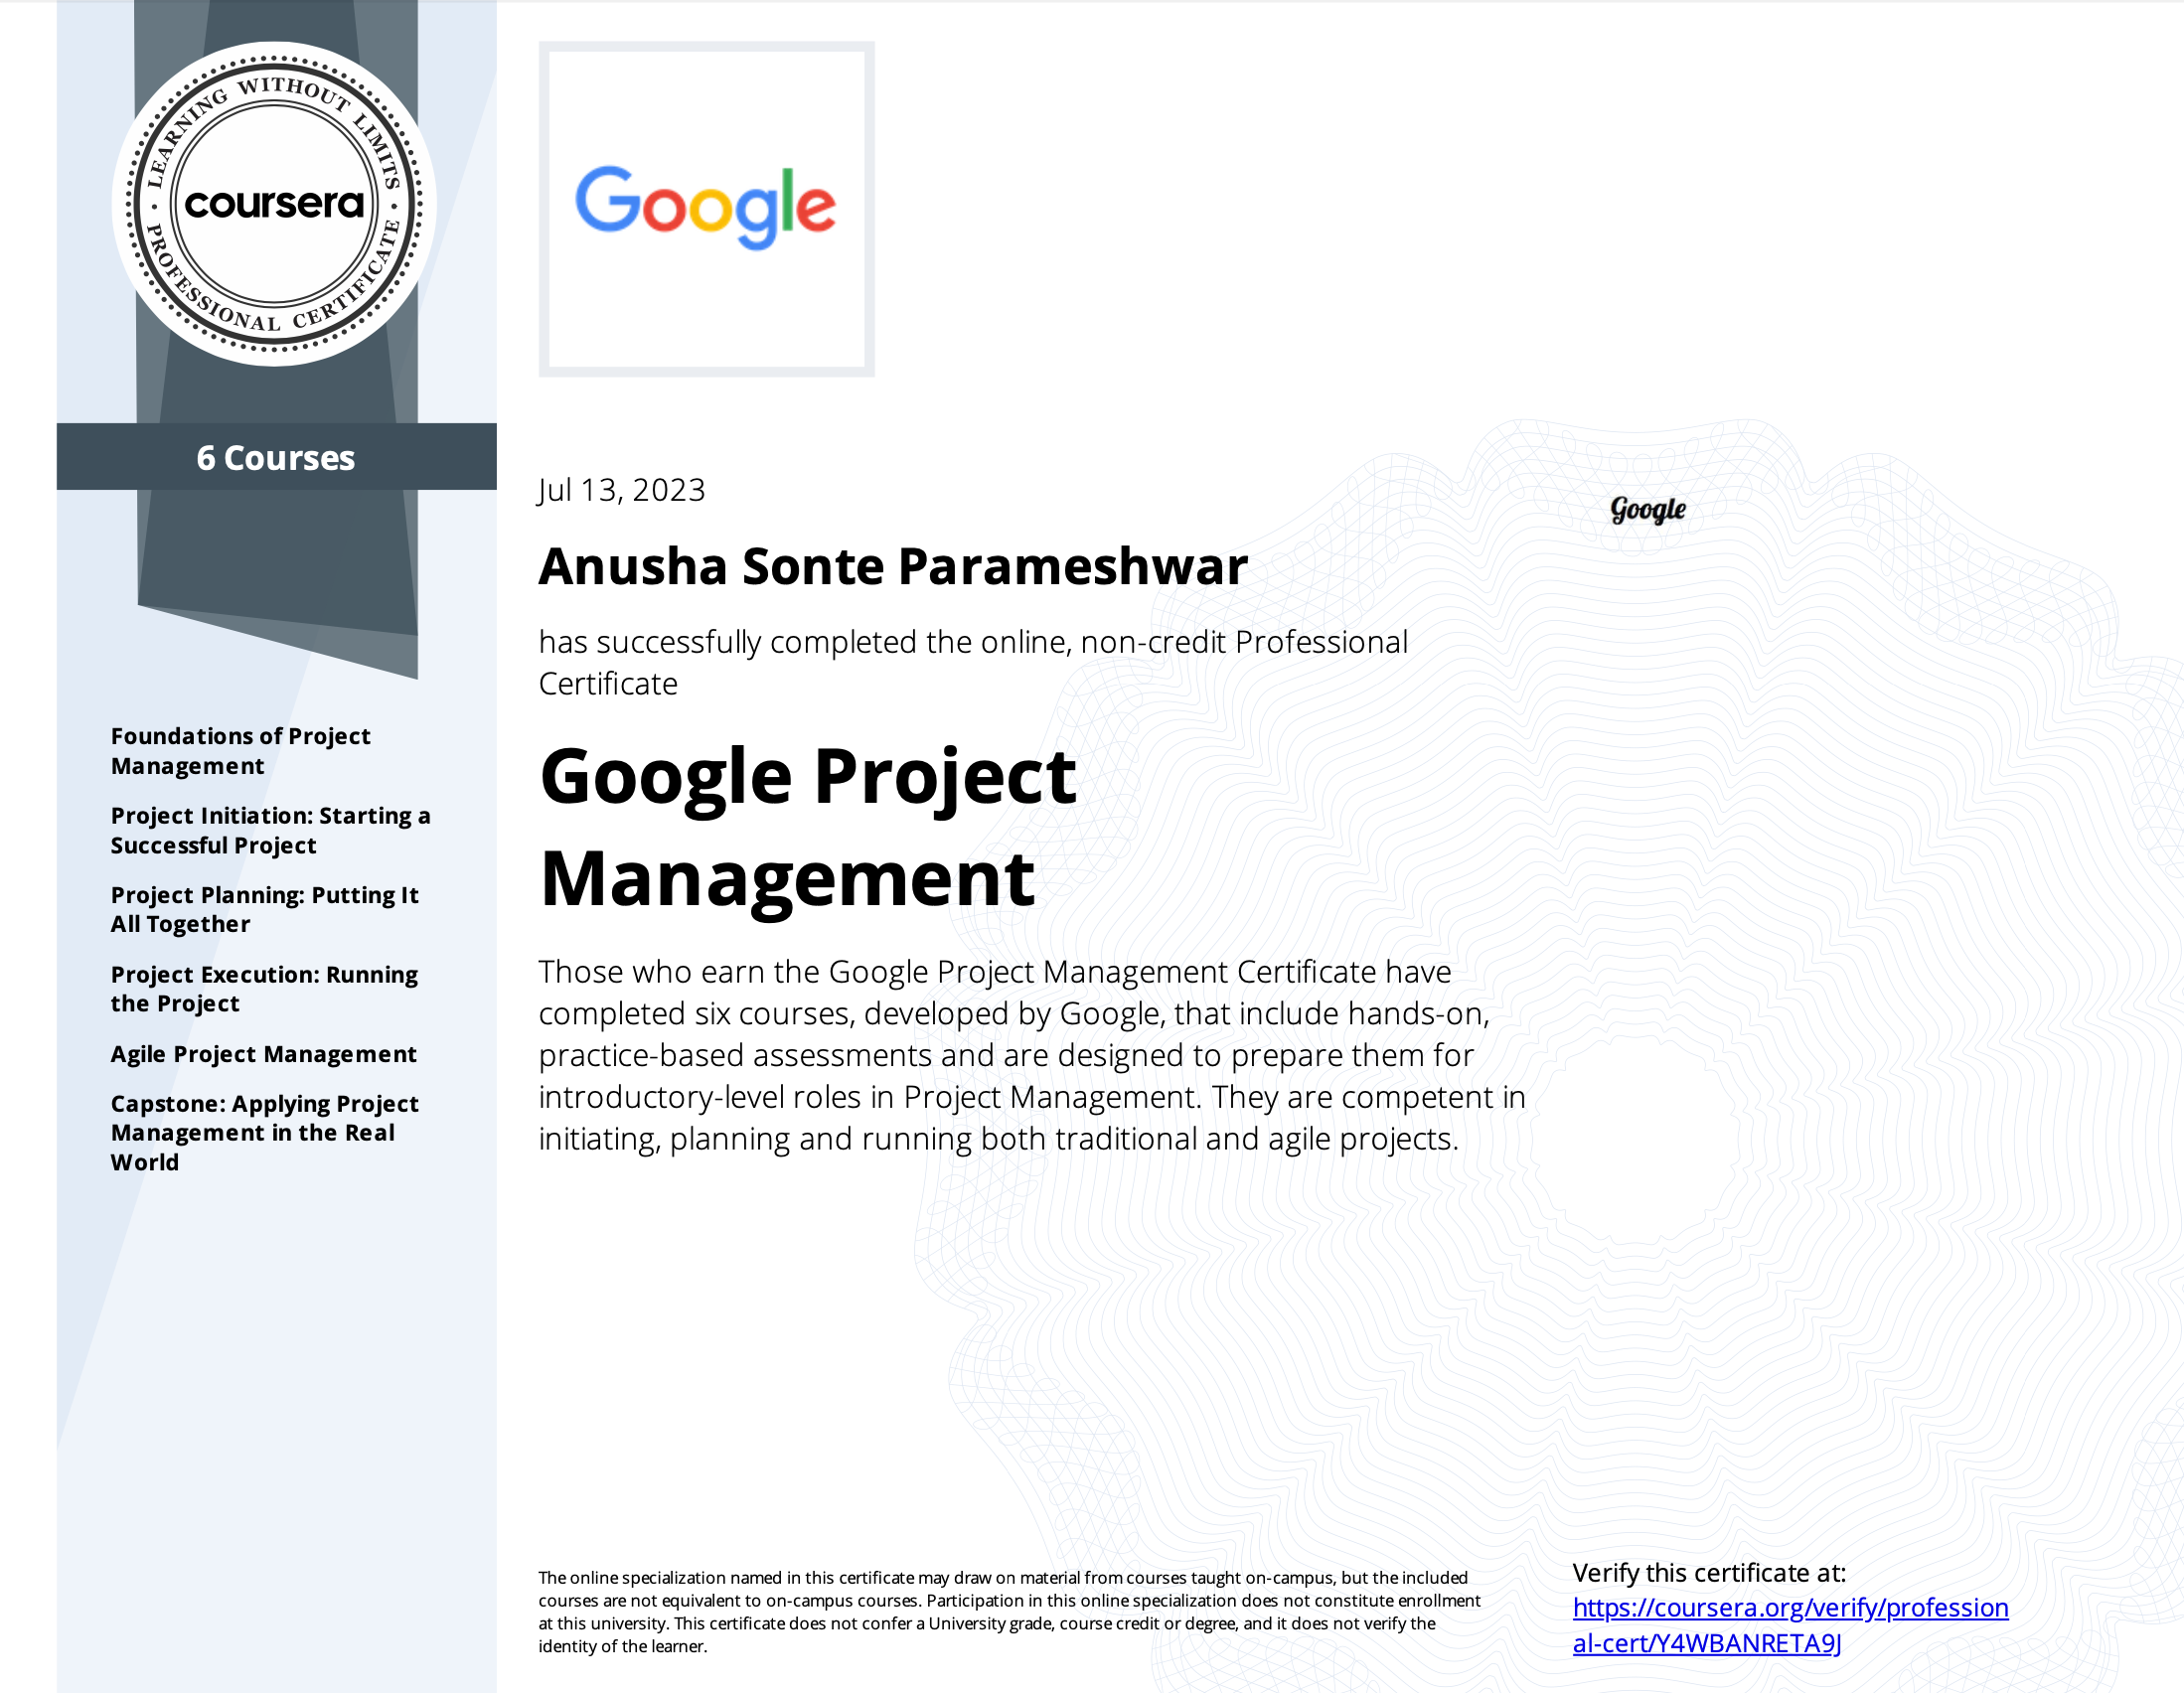 LEARNING WITHOUT LIMITS
coursera
PROFESSIONAL CERTIFICATE
6 Courses
Foundations of Project
Management
Project Initiation: Starting a
Successful Project
Project Planning: Putting It
All Together
Project Execution: Running
the Project
Agile Project Management
Capstone: Applying Project
Management in the Real
World
Google
Jul 13, 2023
Google
Anusha Sonte Parameshwar
has successfully completed the online, non-credit Professional
Certificate
Google Project
Management
Those who earn the Google Project Management Certificate have
completed six courses, developed by Google, that include hands-on,
practice-based assessments and are designed to prepare them for
introductory-level roles in Project Management. They are competent in
initiating, planning and running both traditional and agile projects.
The online specialization named in this certificate may draw on material from courses taught on-campus, but the included
courses are not equivalent to on-campus courses. Participation in this online specialization does not constitute enrollment
at this university. This certificate does not confer a University grade, course credit or degree, and it does not verify the
identity of the learner.
Verify this certificate at:
https://coursera.org/verify/profession
al-cert/Y4WBANRETA9J